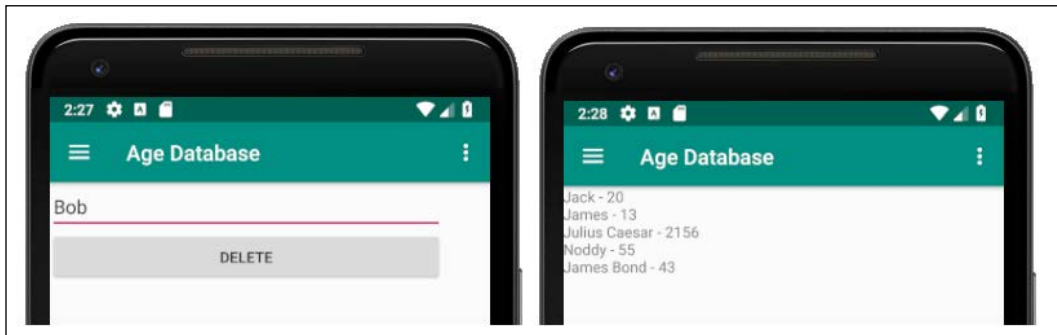 2:27
Age Database
Bob
DELETE
2:28
Age Database
Jack - 20
James - 13
Julius Caesar - 2156
Noddy - 55
James Bond - 43